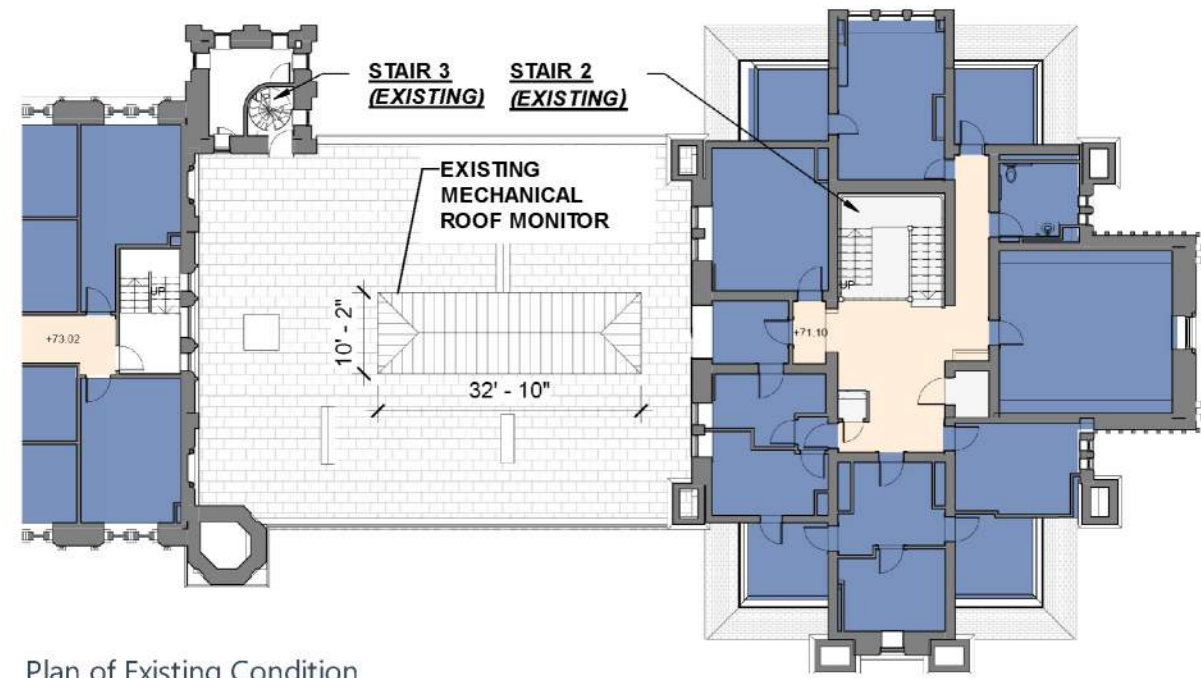 STAIR 3
(EXISTING)
STAIR 2
(EXISTING)
EXISTING
MECHANICAL
ROOF MONITOR
UP
UP
10' - 2"
+73.02
+71.10
32' - 10"
Plan of Existing Condition